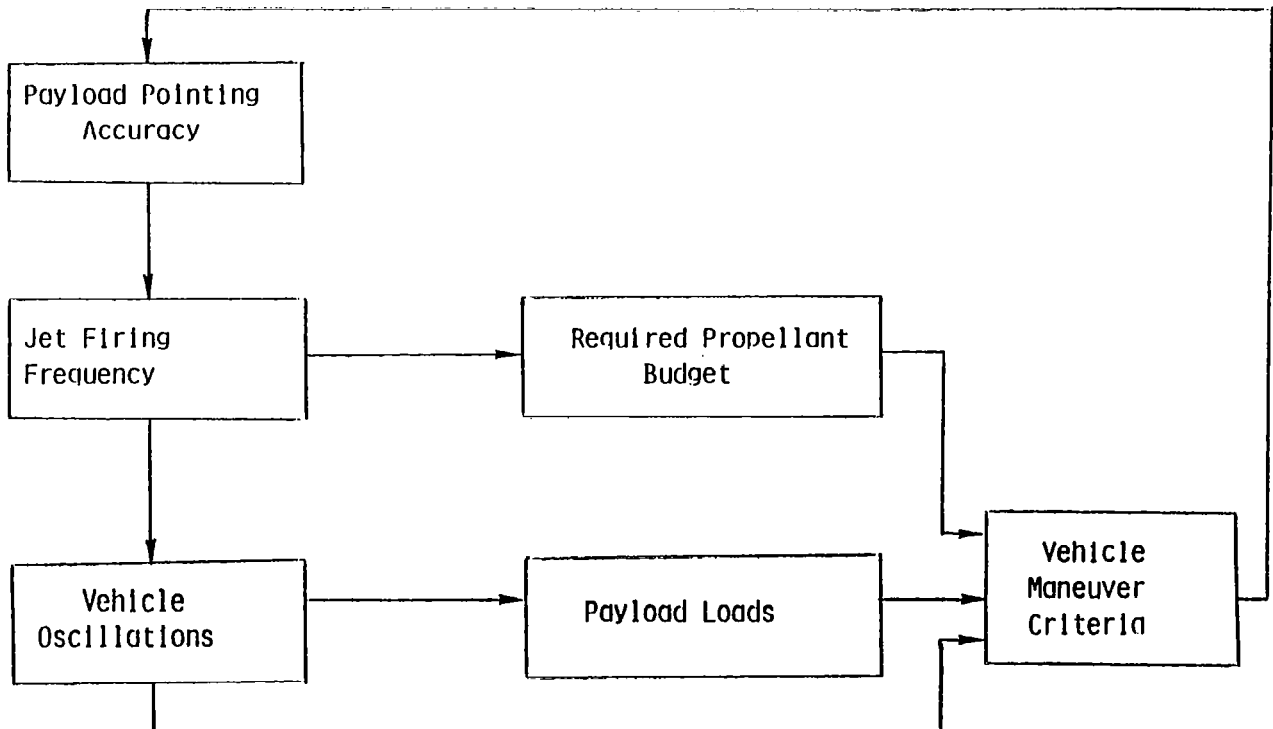 Payload Pointing
Accuracy
Jet Firing
Frequency
Required Propellant
Budget
Vehicle
Oscillations
Payload Loads
Vehicle
Maneuver
Criteria